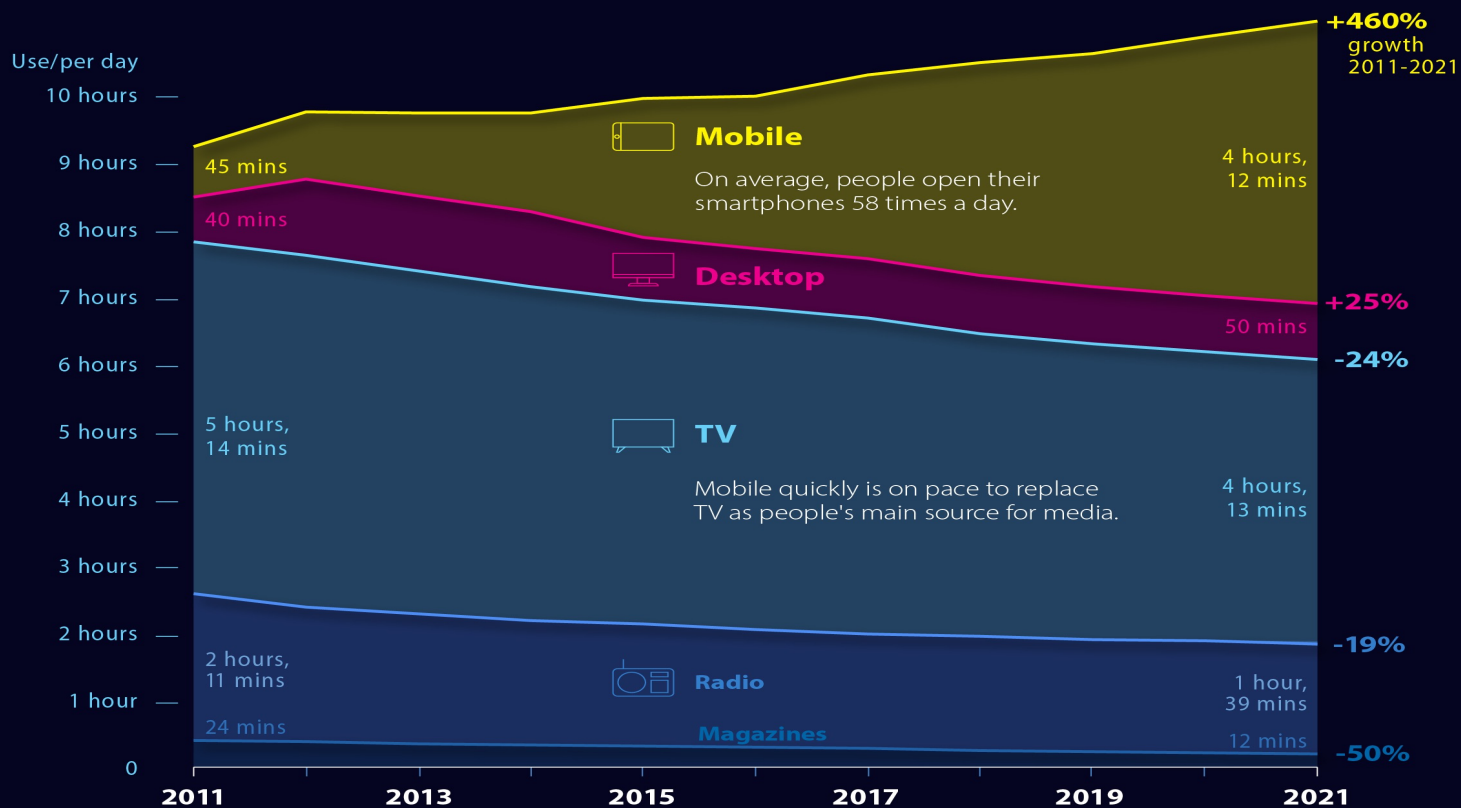 +460%
growth
2011-2021
Use/per day
10 hours
9 hours
8 hours
7 hours
6 hours
5 hours
4 hours
3 hours
2 hours
1 hour
0
45 mins
Mobile
On average, people open their
smartphones 58 times a day.
4 hours,
12 mins
40 mins
Desktop
+25%
50 mins
-24%
5 hours,
14 mins
TV
Mobile quickly is on pace to replace
TV as people's main source for media.
4 hours,
13 mins
-19%
2 hours,
11 mins
Radio
1 hour,
39 mins
24 mins
Magazines
12 mins
-50%
2011
2013
2015
2017
2019
2021